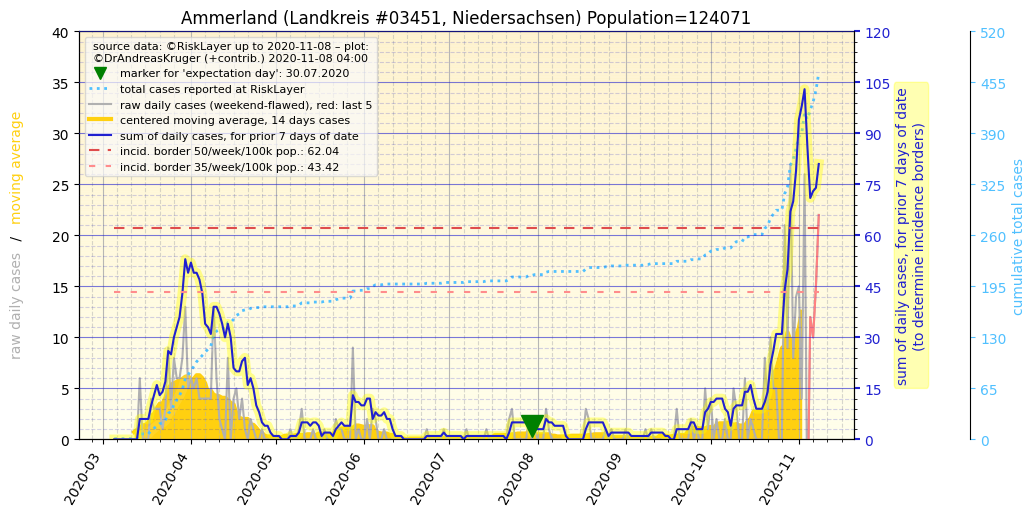 Ammerland (Landkreis #03451, Niedersachsen) Population=124071
source data: ©RiskLayer up to 2020-11-08 – plot:
©DrAndreasKruger (+contrib.) 2020-11-08 04:00
marker for 'expectation day': 30.07.2020
total cases reported at RiskLayer
raw daily cases (weekend-flawed), red: last 5
centered moving average, 14 days cases
sum of daily cases, for prior 7 days of date
incid. border 50/week/100k pop.: 62.04
incid. border 35/week/100k pop.: 43.42
raw daily cases / moving average
40
35
30
25
20
15
10
5
0
2020-03
2020-04
2020-05
2020-06
2020-07
2020-08
2020-09
2020-10
2020-11
120
105
90
75
60
45
30
15
0
sum of daily cases, for prior 7 days of date
(to determine incidence borders)
520
455
390
325
260
195
130
65
0
cumulative total cases